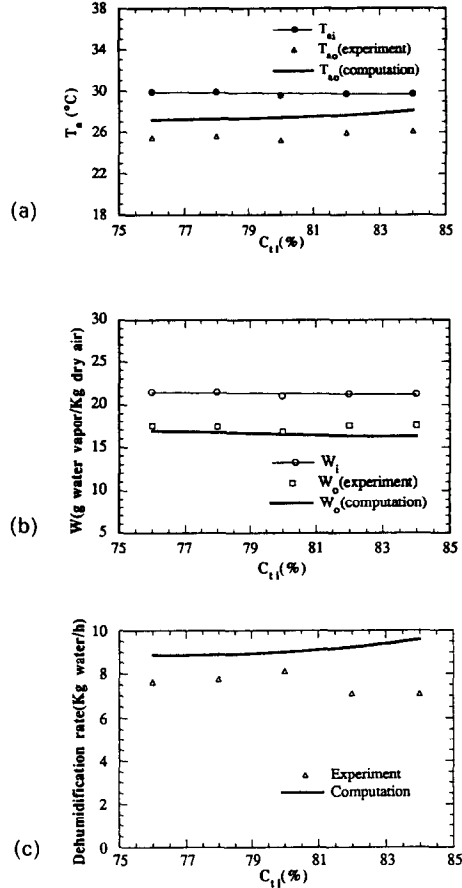 38
34
30
26
22
18
T_a (°C)
T_ai
T_ao(experiment)
T_ao(computation)
75 77 79 81 83 85
C_ti(%)
(a)
30
25
20
15
10
5
0
W(g water vapor/Kg dry air)
W_i
W_o(experiment)
W_o(computation)
75 77 79 81 83 85
C_ti(%)
(b)
10
8
6
4
2
0
Dehumidification rate(Kg water/h)
Experiment
Computation
75 77 79 81 83 85
C_ti(%)
(c)